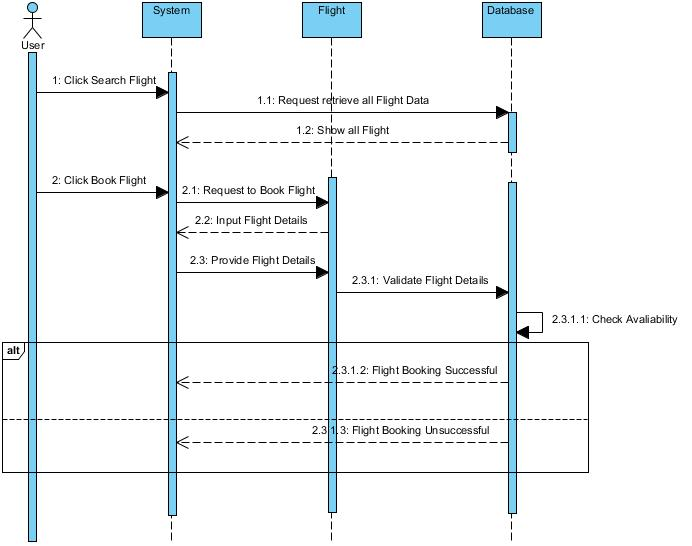 System
Flight
Database
User
1: Click Search Flight
1.1: Request retrieve all Flight Data
1.2: Show all Flight
2: Click Book Flight
2.1: Request to Book Flight
2.2: Input Flight Details
2.3: Provide Flight Details
2.3.1: Validate Flight Details
2.3.1.1: Check Avaliability
alt
2.3.1.2: Flight Booking Successful
2.3.1.3: Flight Booking Unsuccessful